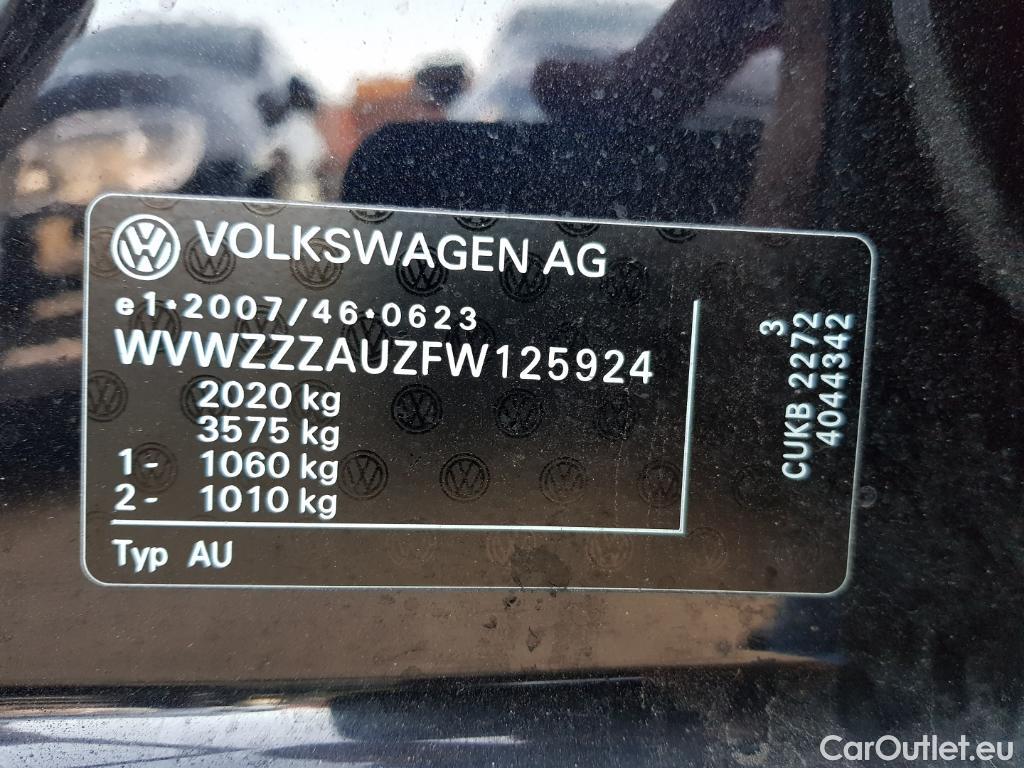 VOLKSWAGEN AG
e1*2007/46*0623
WVWZZZAUZFW125924
2020 kg
3575 kg
1- 1060 kg
2- 1010 kg
Typ AU
3
CUKB 2272
4044342
CarOutlet.eu